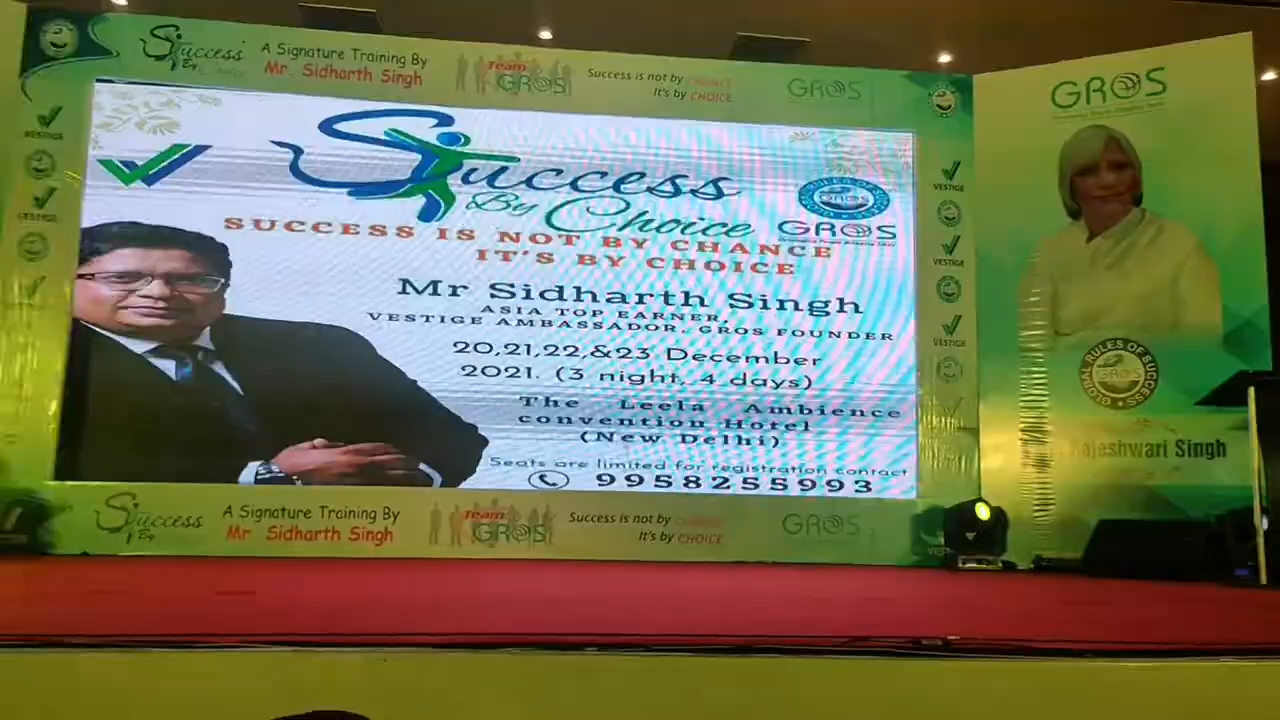 Success
By Choice
A Signature Training By
Mr. Sidharth Singh
Team
GROS
Success is not by CHANCE
It's by CHOICE
GROS
VESTIGE
VESTIGE
Success
By Choice
GROS
SUCCESS IS NOT BY CHANCE
IT'S BY CHOICE
Mr Sidharth Singh
ASIA TOP EARNER,
VESTIGE AMBASSADOR, GROS FOUNDER
20,21,22,&23 December
2021. (3 night, 4 days)
The Leela Ambience
convention Hotel
(New Delhi)
Seats are limited for registration contact
9958255993
VESTIGE
VESTIGE
VESTIGE
GROS
GLOBAL RULES OF SUCCESS
GROS
Rajeshwari Singh
Success
By
A Signature Training By
Mr. Sidharth Singh
Team
GROS
Success is not by
It's by CHOICE
GROS